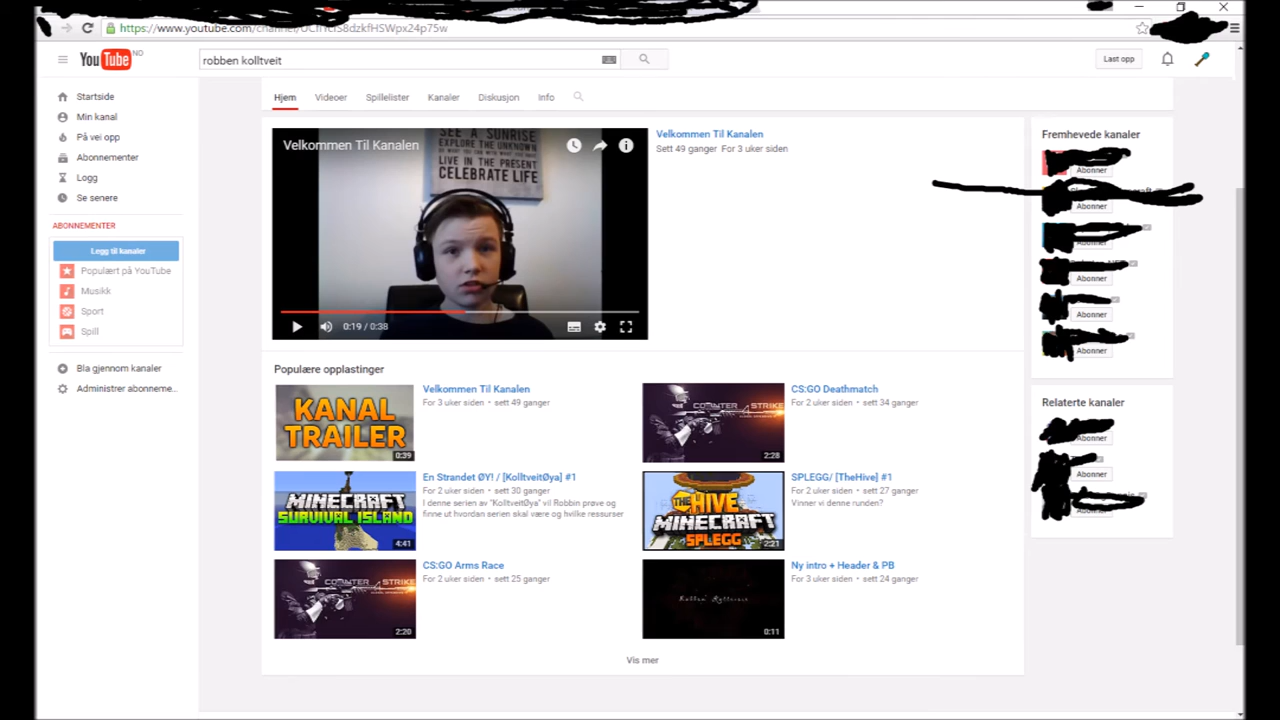 https://www.youtube.com/channel/
YouTube NO
robben kolltveit
Last opp
Startside
Min kanal
På vei opp
Abonnementer
Logg
Se senere
ABONNEMENTER
Legg til kanaler
Populært på YouTube
Musikk
Sport
Spill
Bla gjennom kanaler
Administrer abonneme...
Hjem Videoer Spillelister Kanaler Diskusjon Info
Velkommen Til Kanalen
SEE A SUNRISE
EXPLORE THE UNKNOWN
LIVE IN THE PRESENT
CELEBRATE LIFE
0:19 / 0:38
Velkommen Til Kanalen
Sett 49 ganger For 3 uker siden
Populære opplastinger
KANAL
TRAILER
0:39
Velkommen Til Kanalen
For 3 uker siden • sett 49 ganger
COUNTER STRIKE
2:28
CS:GO Deathmatch
For 2 uker siden • sett 34 ganger
MINECRAFT
SURVIVAL ISLAND
4:41
En Strandet ØY! / [KolltveitØya] #1
For 2 uker siden • sett 30 ganger
I denne serien av "KolltveitØya" vil Robbin prøve og
finne ut hvordan serien skal være og hvilke ressurser
THE HIVE
MINECRAFT
SPLEGG
2:21
SPLEGG/ [TheHive] #1
For 2 uker siden • sett 27 ganger
Vinner vi denne runden?
COUNTER STRIKE
2:20
CS:GO Arms Race
For 2 uker siden • sett 25 ganger
0:11
Ny intro + Header & PB
For 3 uker siden • sett 24 ganger
Vis mer
Fremhevede kanaler
Abonner
Abonner
Abonner
Abonner
Abonner
Abonner
Relaterte kanaler
Abonner
Abonner
Abonner